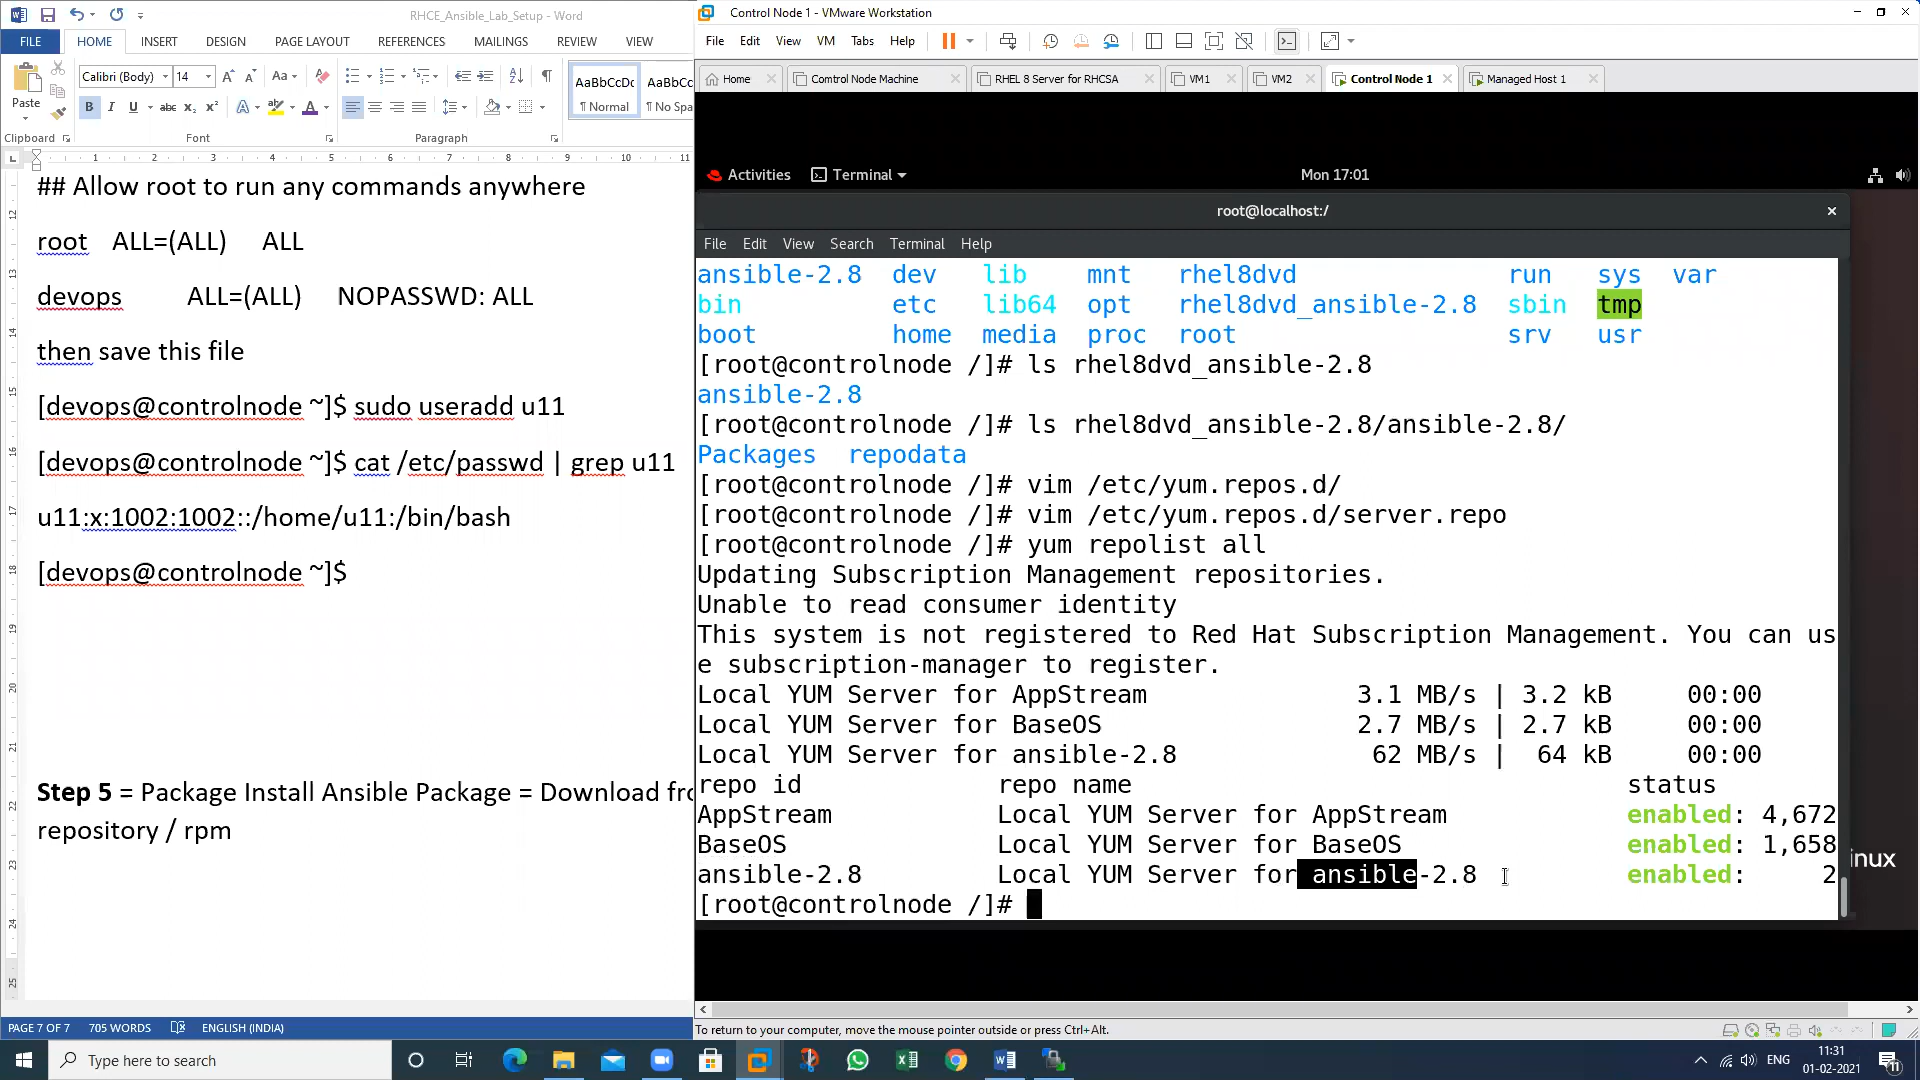 RHCE_Ansible_Lab_Setup - Word
FILE
HOME
INSERT
DESIGN
PAGE LAYOUT
REFERENCES
MAILINGS
REVIEW
VIEW
Calibri (Body)
14
Paste
Clipboard
Font
Paragraph
AaBbCcDc
¶ Normal
AaBbCc
¶ No Spa
## Allow root to run any commands anywhere
root ALL=(ALL) ALL
devops ALL=(ALL) NOPASSWD: ALL
then save this file
[devops@controlnode ~]$ sudo useradd u11
[devops@controlnode ~]$ cat /etc/passwd | grep u11
u11:x:1002:1002::/home/u11:/bin/bash
[devops@controlnode ~]$
Step 5 = Package Install Ansible Package = Download fro
repository / rpm
PAGE 7 OF 7
705 WORDS
ENGLISH (INDIA)
Control Node 1 - VMware Workstation
File Edit View VM Tabs Help
Home
Comtrol Node Machine
RHEL 8 Server for RHCSA
VM1
VM2
Control Node 1
Managed Host 1
Activities
Terminal
Mon 17:01
root@localhost:/
File Edit View Search Terminal Help
ansible-2.8 dev lib mnt rhel8dvd run sys var
bin etc lib64 opt rhel8dvd_ansible-2.8 sbin tmp
boot home media proc root srv usr
[root@controlnode /]# ls rhel8dvd_ansible-2.8
ansible-2.8
[root@controlnode /]# ls rhel8dvd_ansible-2.8/ansible-2.8/
Packages repodata
[root@controlnode /]# vim /etc/yum.repos.d/
[root@controlnode /]# vim /etc/yum.repos.d/server.repo
[root@controlnode /]# yum repolist all
Updating Subscription Management repositories.
Unable to read consumer identity
This system is not registered to Red Hat Subscription Management. You can us
e subscription-manager to register.
Local YUM Server for AppStream 3.1 MB/s | 3.2 kB 00:00
Local YUM Server for BaseOS 2.7 MB/s | 2.7 kB 00:00
Local YUM Server for ansible-2.8 62 MB/s | 64 kB 00:00
repo id repo name status
AppStream Local YUM Server for AppStream enabled: 4,672
BaseOS Local YUM Server for BaseOS enabled: 1,658
ansible-2.8 Local YUM Server for ansible-2.8 enabled: 2
[root@controlnode /]#
inux
To return to your computer, move the mouse pointer outside or press Ctrl+Alt.
Type here to search
ENG
11:31
01-02-2021